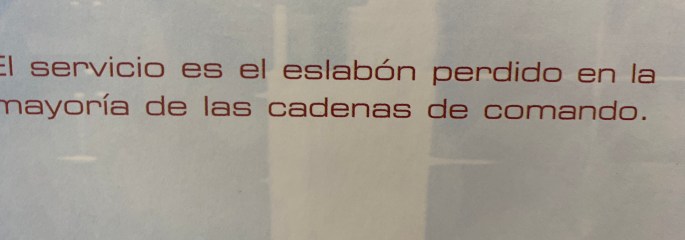 El servicio es el eslabón perdido en la
mayoría de las cadenas de comando.